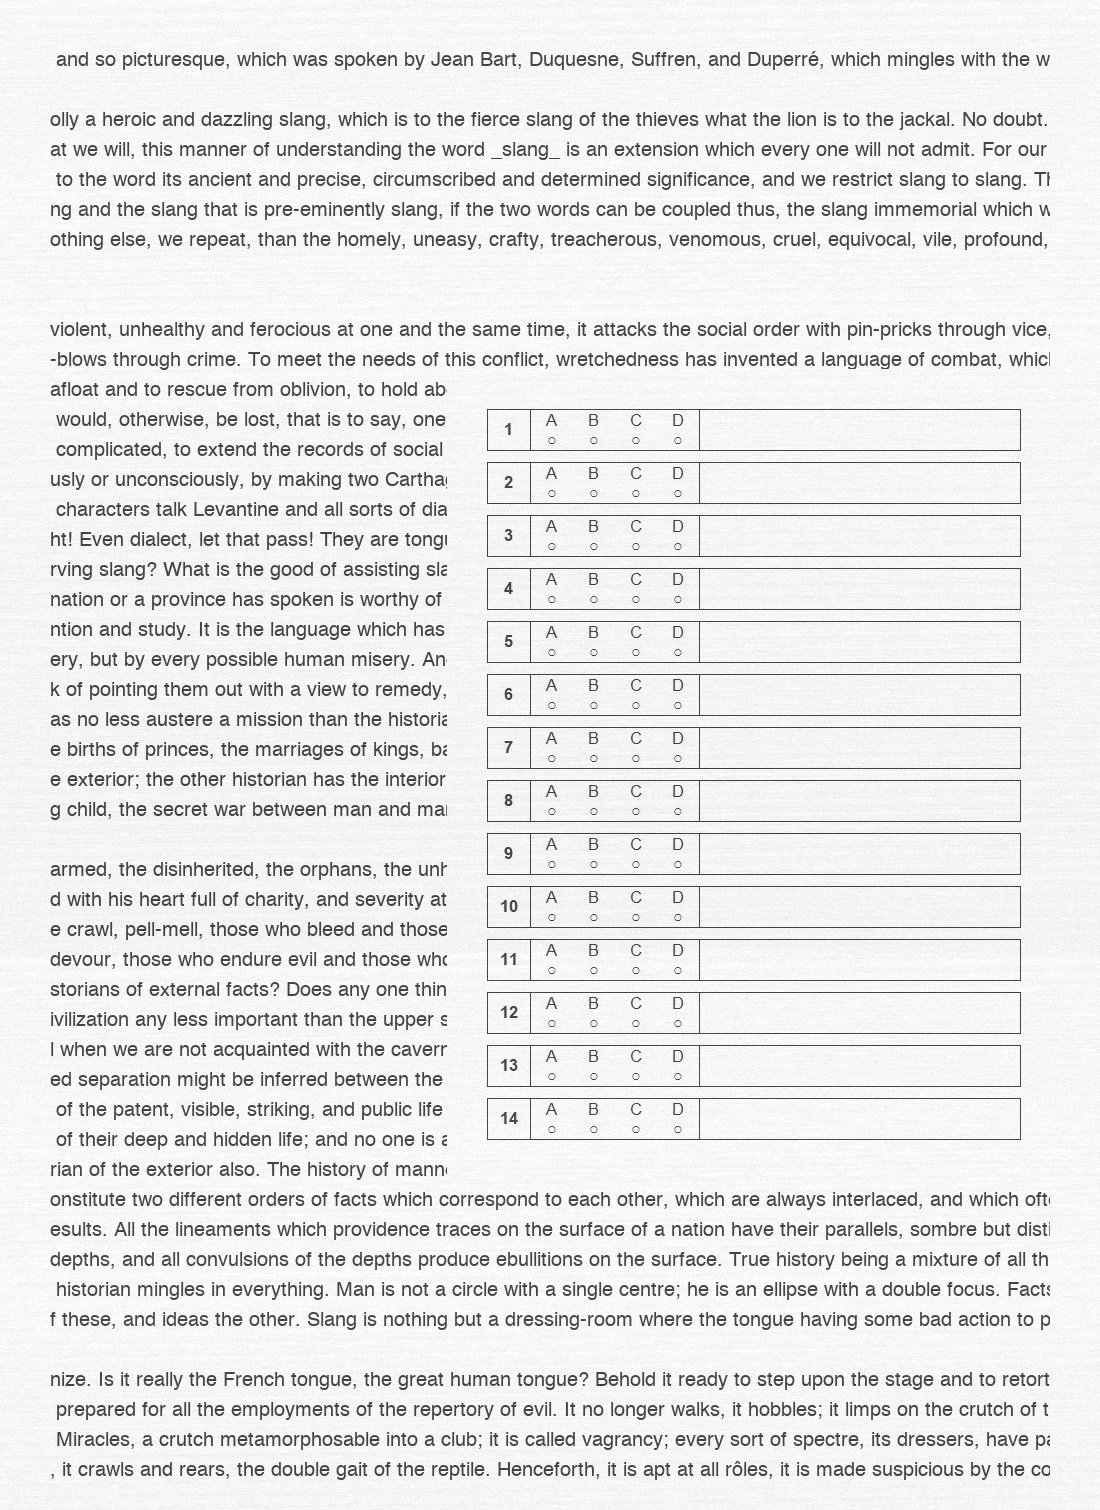 and so picturesque, which was spoken by Jean Bart, Duquesne, Suffren, and Duperré, which mingles with the w
olly a heroic and dazzling slang, which is to the fierce slang of the thieves what the lion is to the jackal. No doubt.
at we will, this manner of understanding the word _slang_ is an extension which every one will not admit. For our
to the word its ancient and precise, circumscribed and determined significance, and we restrict slang to slang. Th
ng and the slang that is pre-eminently slang, if the two words can be coupled thus, the slang immemorial which w
othing else, we repeat, than the homely, uneasy, crafty, treacherous, venomous, cruel, equivocal, vile, profound,
violent, unhealthy and ferocious at one and the same time, it attacks the social order with pin-pricks through vice,
-blows through crime. To meet the needs of this conflict, wretchedness has invented a language of combat, which
afloat and to rescue from oblivion, to hold ab
would, otherwise, be lost, that is to say, one
complicated, to extend the records of social
usly or unconsciously, by making two Carthag
characters talk Levantine and all sorts of dia
ht! Even dialect, let that pass! They are tongu
rving slang? What is the good of assisting sla
nation or a province has spoken is worthy of
ntion and study. It is the language which has
ery, but by every possible human misery. An
k of pointing them out with a view to remedy,
as no less austere a mission than the historia
e births of princes, the marriages of kings, ba
e exterior; the other historian has the interior
g child, the secret war between man and man
armed, the disinherited, the orphans, the unh
d with his heart full of charity, and severity at
e crawl, pell-mell, those who bleed and those
devour, those who endure evil and those who
storians of external facts? Does any one thin
ivilization any less important than the upper s
l when we are not acquainted with the cavern
ed separation might be inferred between the
of the patent, visible, striking, and public life
of their deep and hidden life; and no one is a
rian of the exterior also. The history of manne
1 A B C D
2 A B C D
3 A B C D
4 A B C D
5 A B C D
6 A B C D
7 A B C D
8 A B C D
9 A B C D
10 A B C D
11 A B C D
12 A B C D
13 A B C D
14 A B C D
onstitute two different orders of facts which correspond to each other, which are always interlaced, and which ofte
esults. All the lineaments which providence traces on the surface of a nation have their parallels, sombre but disti
depths, and all convulsions of the depths produce ebullitions on the surface. True history being a mixture of all th
historian mingles in everything. Man is not a circle with a single centre; he is an ellipse with a double focus. Facts
f these, and ideas the other. Slang is nothing but a dressing-room where the tongue having some bad action to p
nize. Is it really the French tongue, the great human tongue? Behold it ready to step upon the stage and to retort
prepared for all the employments of the repertory of evil. It no longer walks, it hobbles; it limps on the crutch of t
Miracles, a crutch metamorphosable into a club; it is called vagrancy; every sort of spectre, its dressers, have pa
, it crawls and rears, the double gait of the reptile. Henceforth, it is apt at all rôles, it is made suspicious by the co